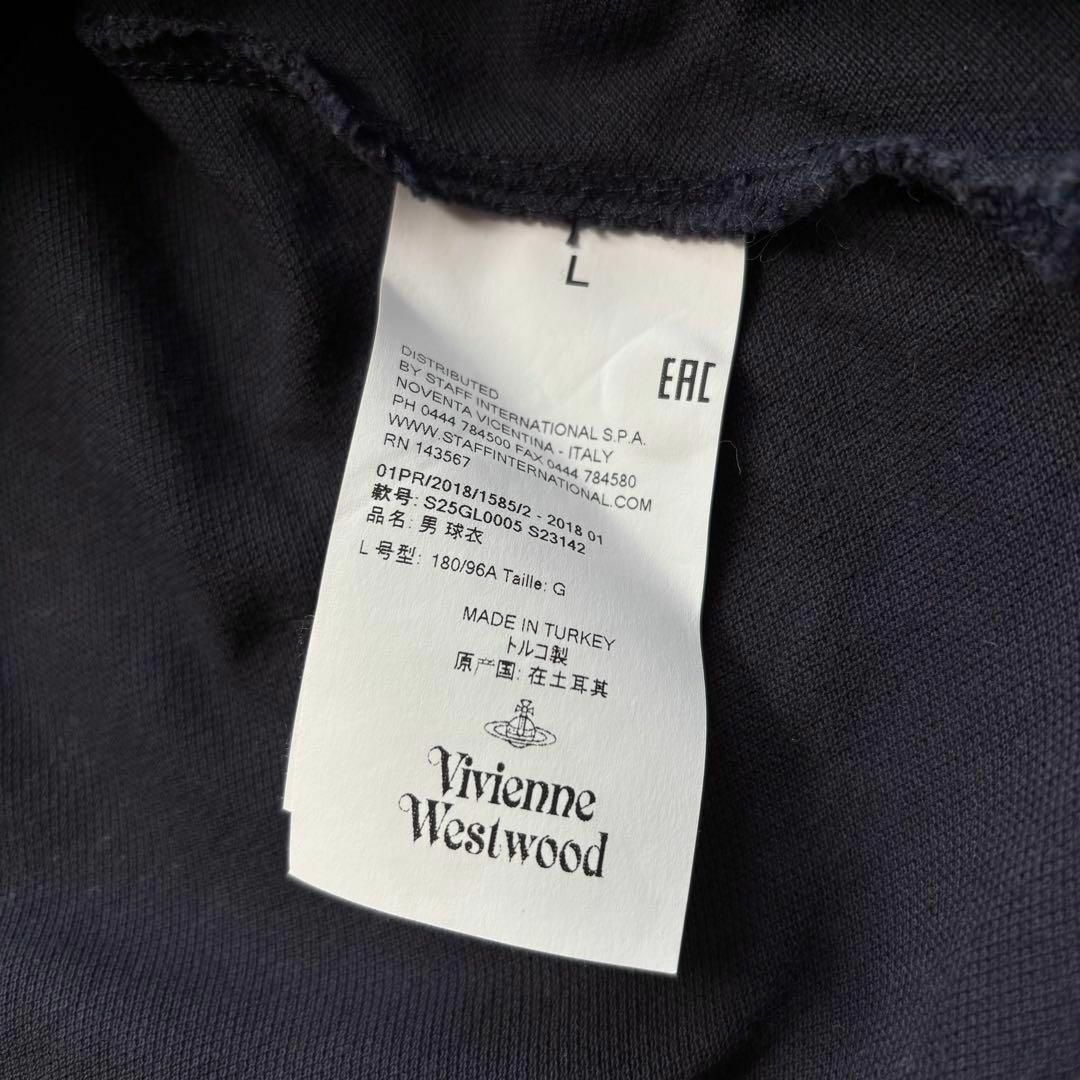 L
EAC
DISTRIBUTED
BY STAFF INTERNATIONAL S.P.A.
NOVENTA VICENTINA - ITALY
PH 0444 784500 FAX 0444 784580
WWW.STAFFINTERNATIONAL.COM
RN 143567
01PR/2018/1585/2 - 2018 01
款号: S25GL0005 S23142
品名: 男 球衣
L 号型: 180/96A Taille: G
MADE IN TURKEY
トルコ製
原产国: 在土耳其
Vivienne
Westwood